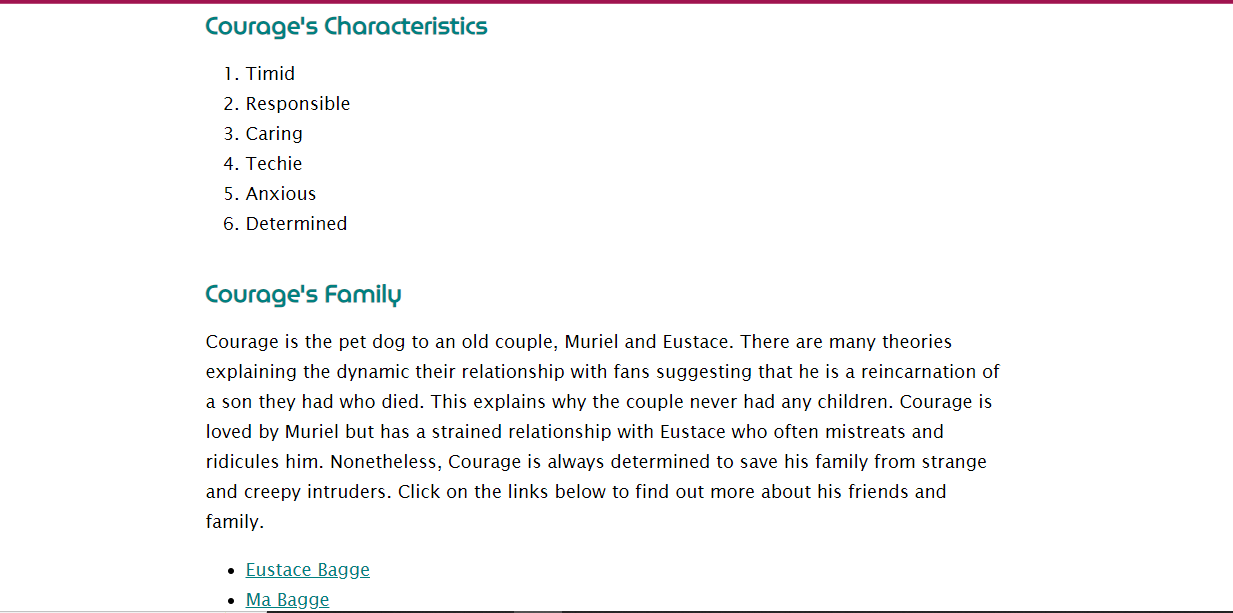 Courage's Characteristics
1. Timid
2. Responsible
3. Caring
4. Techie
5. Anxious
6. Determined
Courage's Family
Courage is the pet dog to an old couple, Muriel and Eustace. There are many theories
explaining the dynamic their relationship with fans suggesting that he is a reincarnation of
a son they had who died. This explains why the couple never had any children. Courage is
loved by Muriel but has a strained relationship with Eustace who often mistreats and
ridicules him. Nonetheless, Courage is always determined to save his family from strange
and creepy intruders. Click on the links below to find out more about his friends and
family.
• Eustace Bagge
• Ma Bagge